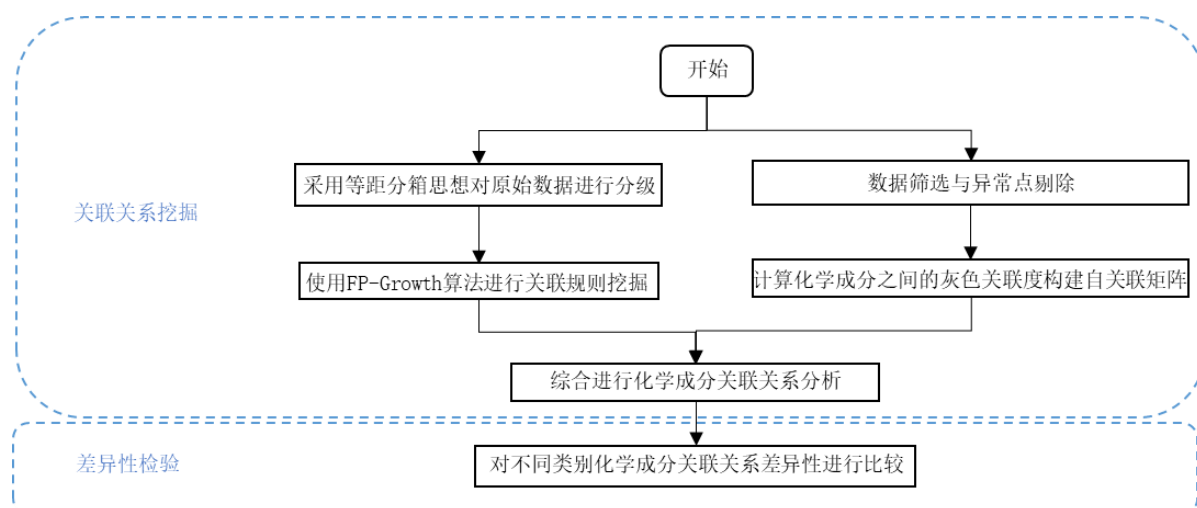 开始
采用等距分箱思想对原始数据进行分级
数据筛选与异常点剔除
关联关系挖掘
使用FP-Growth算法进行关联规则挖掘
计算化学成分之间的灰色关联度构建自关联矩阵
综合进行化学成分关联关系分析
差异性检验
对不同类别化学成分关联关系差异性进行比较